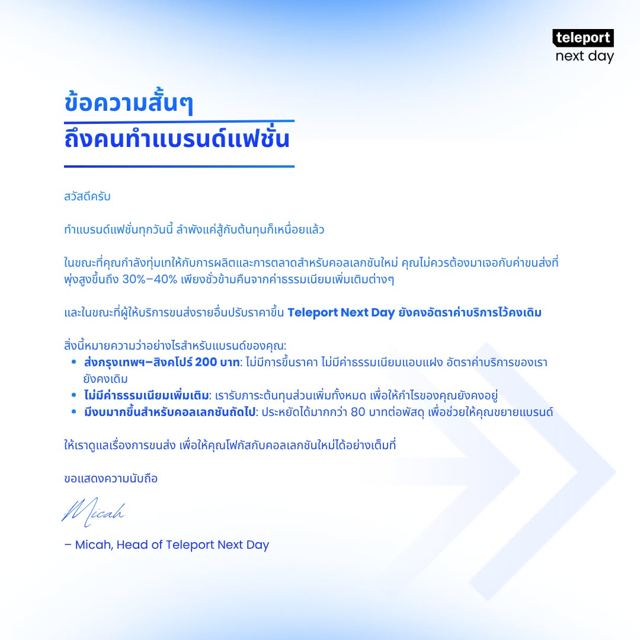 teleport
next day
ข้อความสั้นๆ
ถึงคนทำแบรนด์แฟชั่น
สวัสดีครับ
ทำแบรนด์แฟชั่นทุกวันนี้ ลำพังแค่สู้กับต้นทุนก็เหนื่อยแล้ว
ในขณะที่คุณกำลังทุ่มเทให้กับการผลิตและการตลาดสำหรับคอลเลกชันใหม่ คุณไม่ควรต้องมาเจอกับค่าขนส่งที่
พุ่งสูงขึ้นถึง 30%–40% เพียงชั่วข้ามคืนจากค่าธรรมเนียมเพิ่มเติมต่างๆ
และในขณะที่ผู้ให้บริการขนส่งรายอื่นปรับราคาขึ้น Teleport Next Day ยังคงอัตราค่าบริการไว้คงเดิม
สิ่งนี้หมายความว่าอย่างไรสำหรับแบรนด์ของคุณ:
• ส่งกรุงเทพฯ–สิงคโปร์ 200 บาท: ไม่มีการขึ้นราคา ไม่มีค่าธรรมเนียมแอบแฝง อัตราค่าบริการของเรา
ยังคงเดิม
• ไม่มีค่าธรรมเนียมเพิ่มเติม: เรารับภาระต้นทุนส่วนเพิ่มทั้งหมด เพื่อให้กำไรของคุณยังคงอยู่
• มีงบมากขึ้นสำหรับคอลเลกชันถัดไป: ประหยัดได้มากกว่า 80 บาทต่อพัสดุ เพื่อช่วยให้คุณขยายแบรนด์
ให้เราดูแลเรื่องการขนส่ง เพื่อให้คุณโฟกัสกับคอลเลกชันใหม่ได้อย่างเต็มที่
ขอแสดงความนับถือ
Micah
– Micah, Head of Teleport Next Day